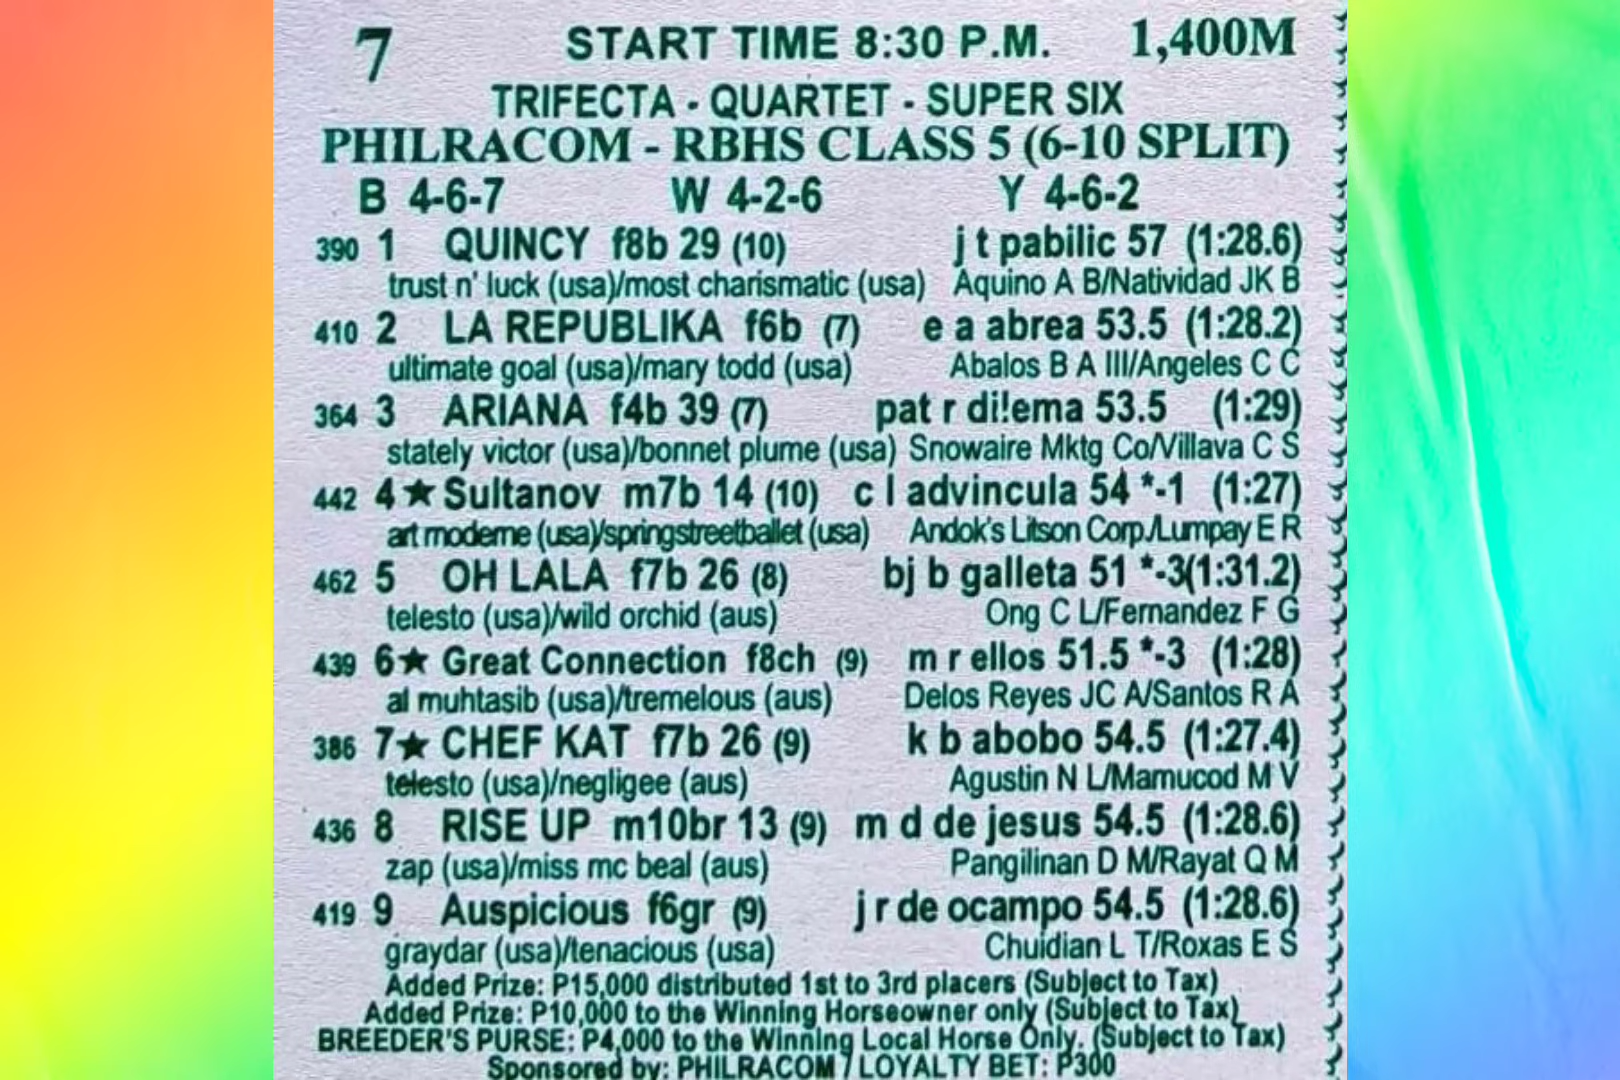 7 START TIME 8:30 P.M. 1,400M
TRIFECTA - QUARTET - SUPER SIX
PHILRACOM - RBHS CLASS 5 (6-10 SPLIT)
B 4-6-7 W 4-2-6 Y 4-6-2
390 1 QUINCY f8b 29 (10) j t pabilic 57 (1:28.6)
trust n' luck (usa)/most charismatic (usa) Aquino A B/Natividad JK B
410 2 LA REPUBLIKA f6b (7) e a abrea 53.5 (1:28.2)
ultimate goal (usa)/mary todd (usa) Abalos B A III/Angeles C C
364 3 ARIANA f4b 39 (7) pat r dilema 53.5 (1:29)
stately victor (usa)/bonnet plume (usa) Snowaire Mktg Co/Villava C S
442 4★ Sultanov m7b 14 (10) c l advincula 54 *-1 (1:27)
art moderne (usa)/springstreetballet (usa) Andok's Litson Corp./Lumpay E R
462 5 OH LALA f7b 26 (8) bj b galleta 51 *-3(1:31.2)
telesto (usa)/wild orchid (aus) Ong C L/Fernandez F G
439 6★ Great Connection f8ch (9) m r ellos 51.5 *-3 (1:28)
al muhtasib (usa)/tremelous (aus) Delos Reyes JC A/Santos R A
386 7★ CHEF KAT f7b 26 (9) k b abobo 54.5 (1:27.4)
telesto (usa)/negligee (aus) Agustin N L/Mamucod M V
436 8 RISE UP m10br 13 (9) m d de jesus 54.5 (1:28.6)
zap (usa)/miss mc beal (aus) Pangilinan D M/Rayat Q M
419 9 Auspicious f6gr (9) j r de ocampo 54.5 (1:28.6)
graydar (usa)/tenacious (usa) Chuidian L T/Roxas E S
Added Prize: P15,000 distributed 1st to 3rd placers (Subject to Tax)
Added Prize: P10,000 to the Winning Horseowner only (Subject to Tax)
BREEDER'S PURSE: P4,000 to the Winning Local Horse Only. (Subject to Tax)
Sponsored by: PHILRACOM / LOYALTY BET: P300